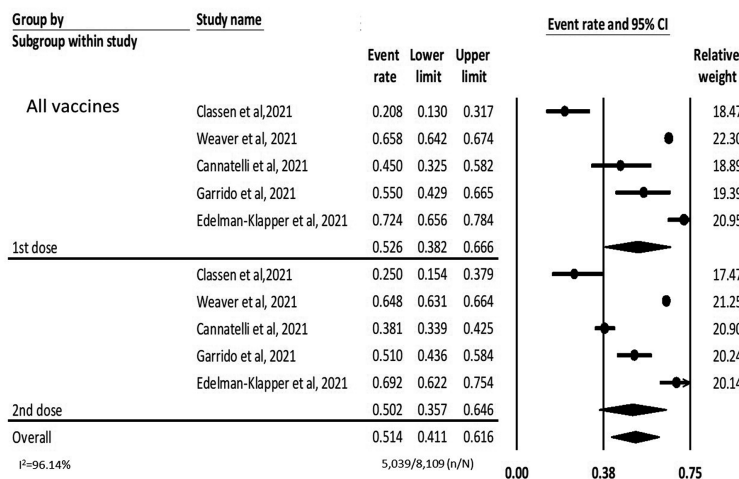 Group by Study name Event rate and 95% CI
Subgroup within study
Event Lower Upper Relative
rate limit limit weight
All vaccines
Classen et al,2021 0.208 0.130 0.317 18.47
Weaver et al, 2021 0.658 0.642 0.674 22.30
Cannatelli et al, 2021 0.450 0.325 0.582 18.89
Garrido et al, 2021 0.550 0.429 0.665 19.39
Edelman-Klapper et al, 2021 0.724 0.656 0.784 20.95
1st dose 0.526 0.382 0.666
Classen et al,2021 0.250 0.154 0.379 17.47
Weaver et al, 2021 0.648 0.631 0.664 21.25
Cannatelli et al, 2021 0.381 0.339 0.425 20.90
Garrido et al, 2021 0.510 0.436 0.584 20.24
Edelman-Klapper et al, 2021 0.692 0.622 0.754 20.14
2nd dose 0.502 0.357 0.646
Overall 0.514 0.411 0.616
I²=96.14% 5,039/8,109 (n/N)
0.00 0.38 0.75